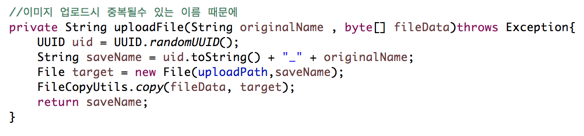 //이미지 업로드시 중복될수 있는 이름 때문에
private String uploadFile(String originalName , byte[] fileData)throws Exception{
UUID uid = UUID.randomUUID();
String saveName = uid.toString() + "_" + originalName;
File target = new File(uploadPath,saveName);
FileCopyUtils.copy(fileData, target);
return saveName;
}